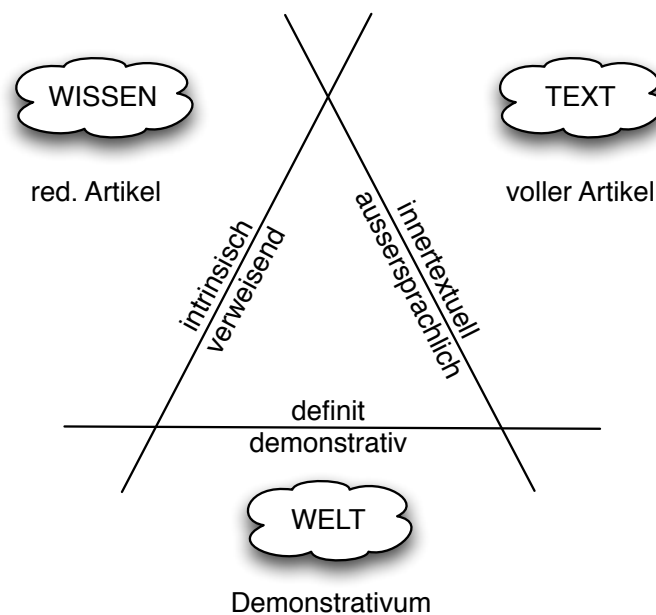 WISSEN
TEXT
red. Artikel
voller Artikel
intrinsisch
verweisend
innertextuell
aussersprachlich
definit
demonstrativ
WELT
Demonstrativum